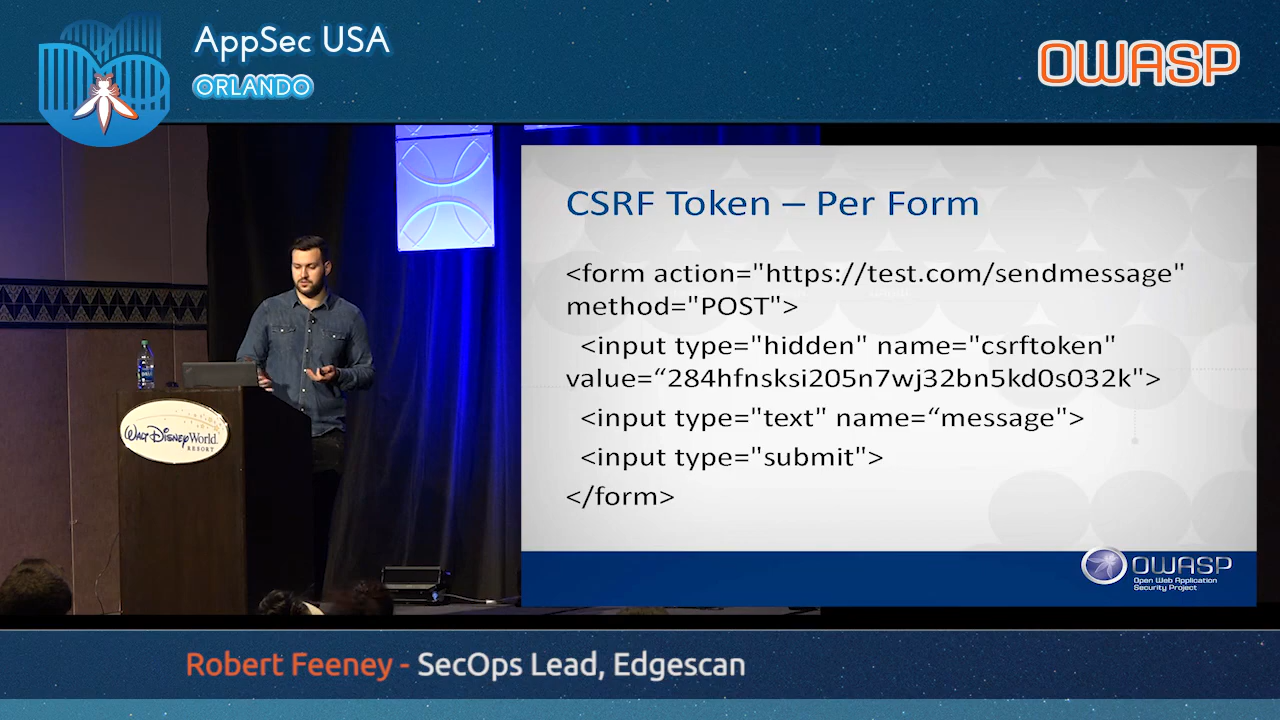 AppSec USA
ORLANDO
OWASP
CSRF Token – Per Form
<form action="https://test.com/sendmessage"
method="POST">
<input type="hidden" name="csrftoken"
value=“284hfnsksi205n7wj32bn5kd0s032k">
<input type="text" name=“message">
<input type="submit">
</form>
OWASP
Open Web Application
Security Project
Walt Disney World
RESORT
Robert Feeney - SecOps Lead, Edgescan